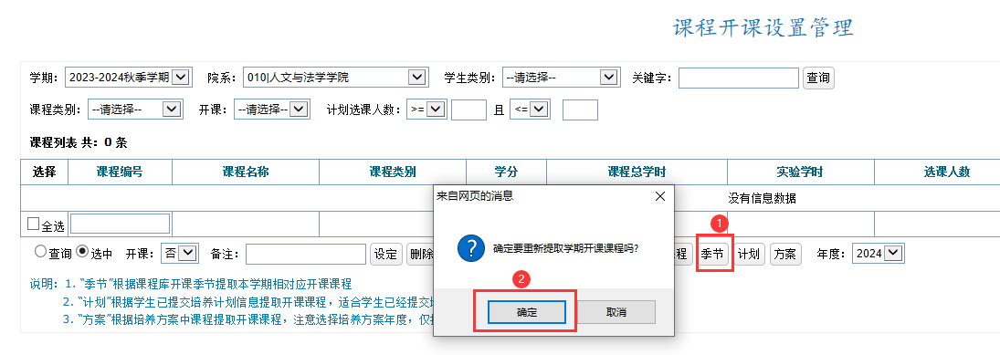 课程开课设置管理
学期: 2023-2024秋季学期 院系: 010|人文与法学学院 学生类别: --请选择-- 关键字: 查询
课程类别: --请选择-- 开课: --请选择-- 计划选课人数: >= 且 <=
课程列表 共: 0 条
选择 课程编号 课程名称 课程类别 学分 课程总学时 实验学时 选课人数
来自网页的消息
没有信息数据
全选
1
查询 选中 开课: 否 备注: 设定 删除 程 季节 计划 方案 年度: 2024
确定要重新提取学期开课课程吗?
2
说明: 1. “季节”根据课程库开课季节提取本学期相对应开课课程
2. “计划”根据学生已提交培养计划信息提取开课课程，适合学生已经提交
3. “方案”根据培养方案中课程提取开课课程，注意选择培养方案年度，仅
确定 取消